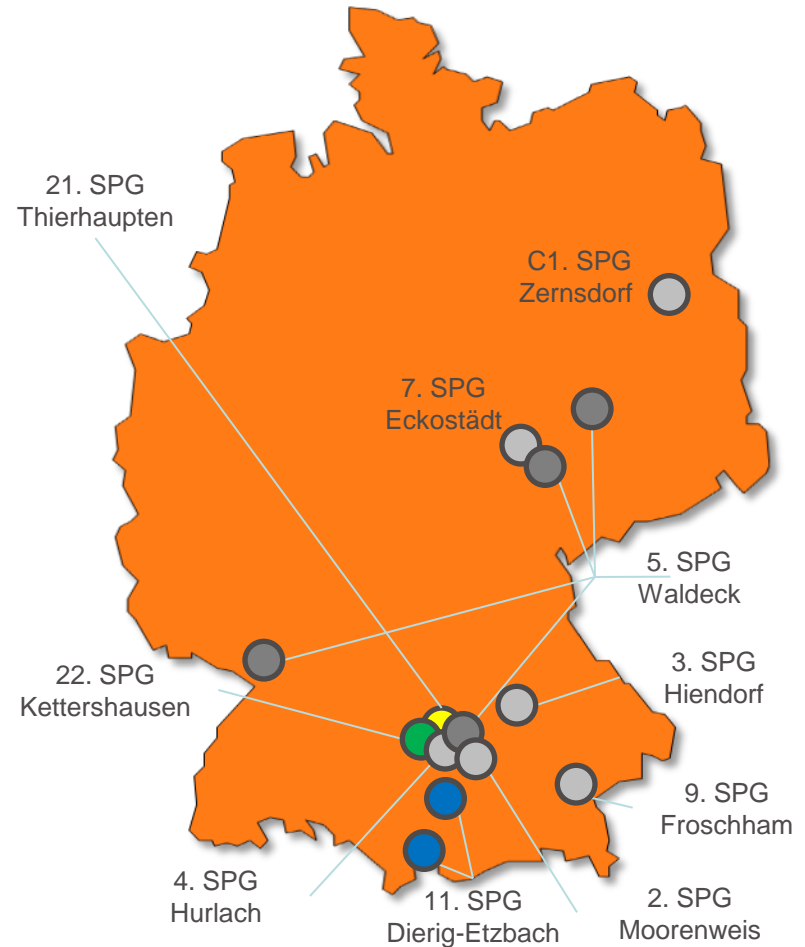 21. SPG
Thierhaupten
C1. SPG
Zernsdorf
7. SPG
Eckostädt
5. SPG
Waldeck
22. SPG
Kettershausen
3. SPG
Hiendorf
9. SPG
Froschham
4. SPG
Hurlach
11. SPG
Dierig-Etzbach
2. SPG
Moorenweis